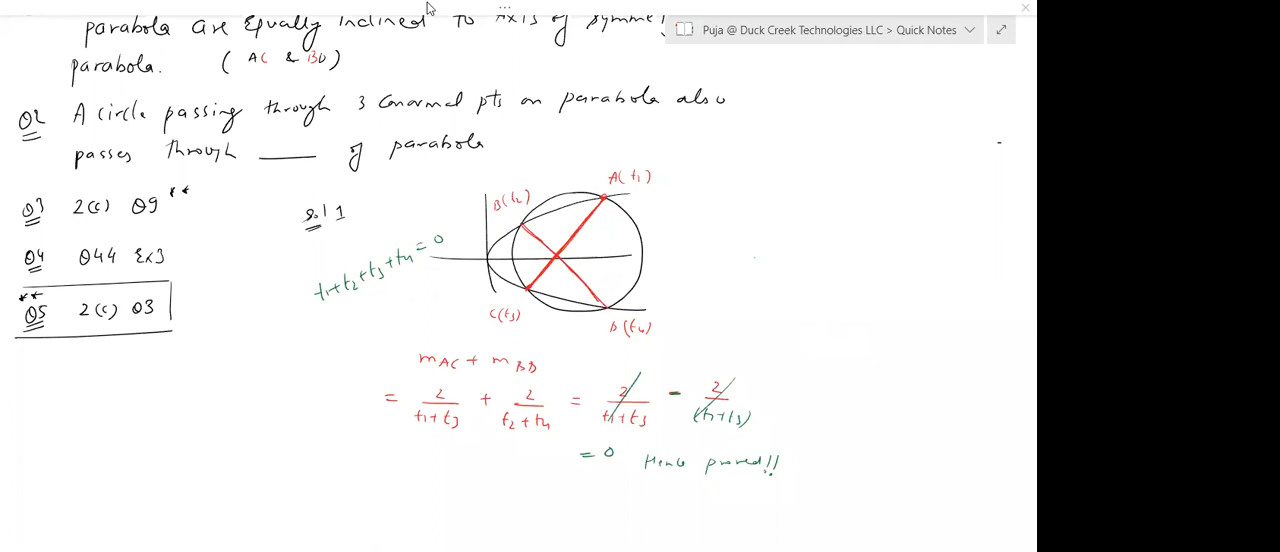 parabola are Equally inclined to Axis of symme
Puja @ Duck Creek Technologies LLC > Quick Notes
parabola. ( AC & BD )
Q2 A circle passing through 3 conormal pts on parabola also
passes through ____ of parabola
Q3 2(c) Q9 **
Q4 Q44 Ex3
** Q5 2(c) Q3
sol 1
A(t₁)
B(t₂)
t₁+t₂+t₃+t₄=0
C(t₃)
D(t₄)
m_AC + m_BD
= 2/(t₁+t₃) + 2/(t₂+t₄) = 2/(t₁+t₃) - 2/(t₁+t₃)
= 0 Hence proved!!